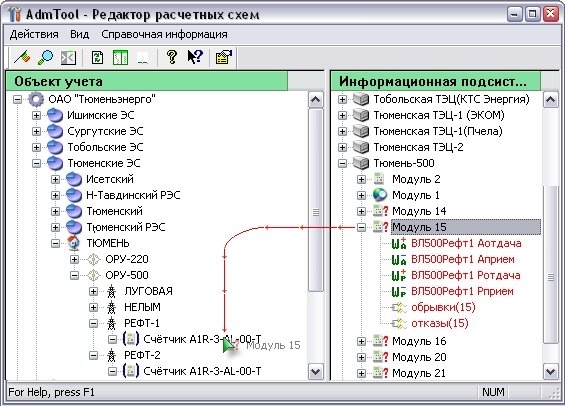 AdmTool - Редактор расчетных схем
Действия Вид Справочная информация
Объект учета
ОАО "Тюменьэнерго"
Ишимские ЭС
Сургутские ЭС
Тобольские ЭС
Тюменские ЭС
Исетский
Н-Тавдинский РЭС
Тюменский
Тюменский РЭС
ТЮМЕНЬ
ОРУ-220
ОРУ-500
ЛУГОВАЯ
НЕЛЫМ
РЕФТ-1
Счётчик A1R-3-AL-00-T
Модуль 15
РЕФТ-2
Счётчик A1R-3-AL-00-T
Информационная подсист...
Тобольская ТЭЦ(КТС Энергия)
Тюменская ТЭЦ-1 (ЭКОМ)
Тюменская ТЭЦ-1(Пчела)
Тюменская ТЭЦ-2
Тюмень-500
Модуль 2
Модуль 1
Модуль 14
Модуль 15
ВЛ500Рефт1 Аотдача
ВЛ500Рефт1 Априем
ВЛ500Рефт1 Ротдача
ВЛ500Рефт1 Рприем
обрывки(15)
отказы(15)
Модуль 16
Модуль 20
Модуль 21
For Help, press F1
NUM